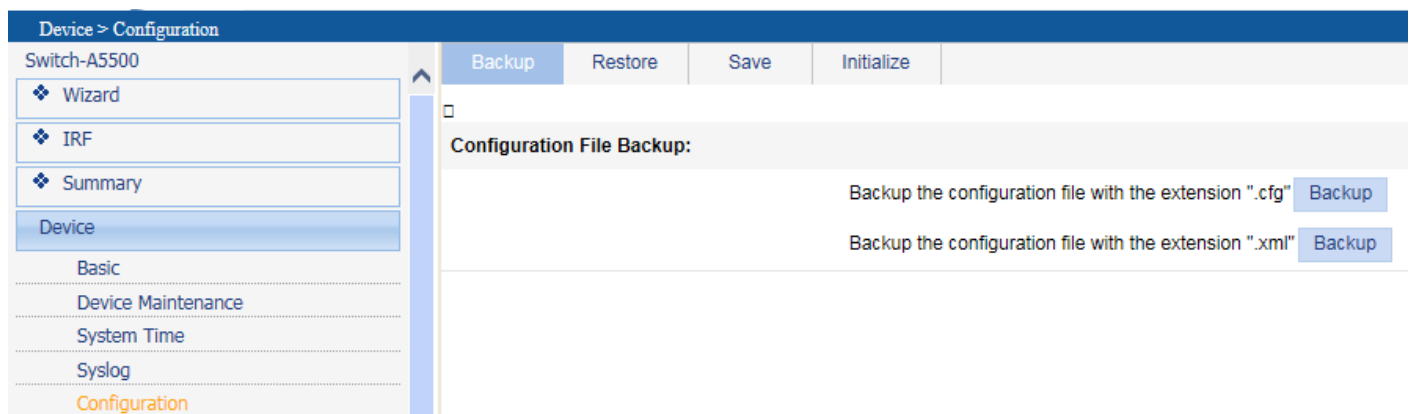 Device > Configuration
Switch-A5500
Wizard
IRF
Summary
Device
Basic
Device Maintenance
System Time
Syslog
Configuration
Backup Restore Save Initialize
Configuration File Backup:
Backup the configuration file with the extension ".cfg" Backup
Backup the configuration file with the extension ".xml" Backup